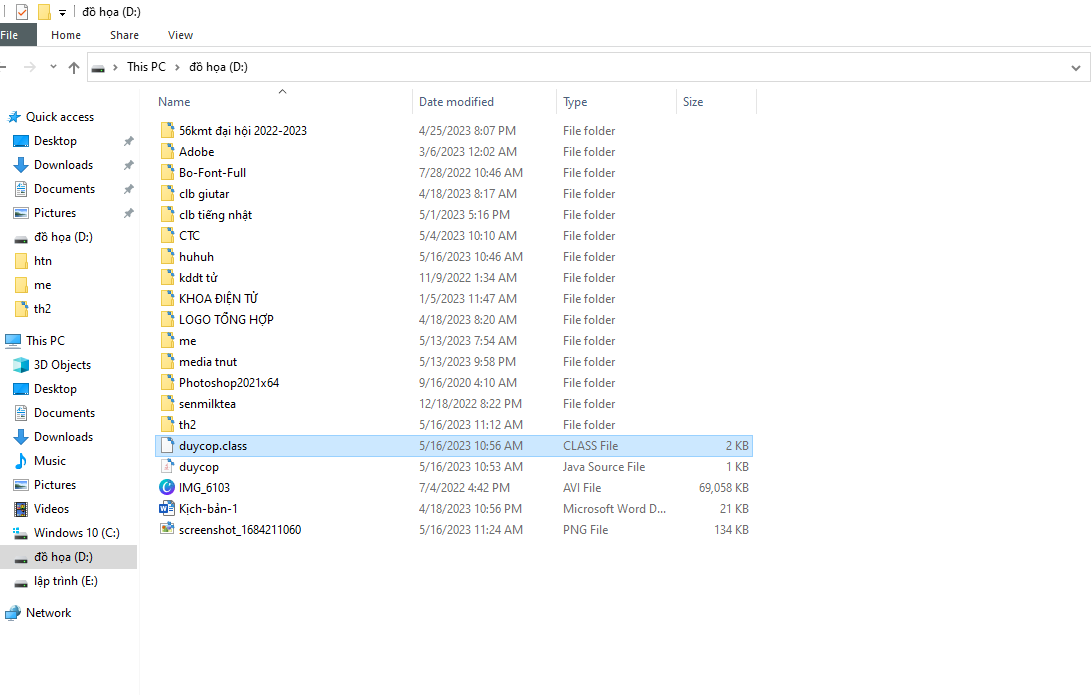 đồ họa (D:)
File Home Share View
This PC đồ họa (D:)
Name Date modified Type Size
Quick access
Desktop
Downloads
Documents
Pictures
đồ họa (D:)
htn
me
th2
This PC
3D Objects
Desktop
Documents
Downloads
Music
Pictures
Videos
Windows 10 (C:)
đồ họa (D:)
lập trình (E:)
Network
56kmt đại hội 2022-2023 4/25/2023 8:07 PM File folder
Adobe 3/6/2023 12:02 AM File folder
Bo-Font-Full 7/28/2022 10:46 AM File folder
clb giutar 4/18/2023 8:17 AM File folder
clb tiếng nhật 5/1/2023 5:16 PM File folder
CTC 5/4/2023 10:10 AM File folder
huhuh 5/16/2023 10:46 AM File folder
kddt tử 11/9/2022 1:34 AM File folder
KHOA ĐIỆN TỬ 1/5/2023 11:47 AM File folder
LOGO TỔNG HỢP 4/18/2023 8:20 AM File folder
me 5/13/2023 7:54 AM File folder
media tnut 5/13/2023 9:58 PM File folder
Photoshop2021x64 9/16/2020 4:10 AM File folder
senmilktea 12/18/2022 8:22 PM File folder
th2 5/16/2023 11:12 AM File folder
duycop.class 5/16/2023 10:56 AM CLASS File 2 KB
duycop 5/16/2023 10:53 AM Java Source File 1 KB
IMG_6103 7/4/2022 4:42 PM AVI File 69,058 KB
Kịch-bản-1 4/18/2023 10:56 PM Microsoft Word D... 21 KB
screenshot_1684211060 5/16/2023 11:24 AM PNG File 134 KB